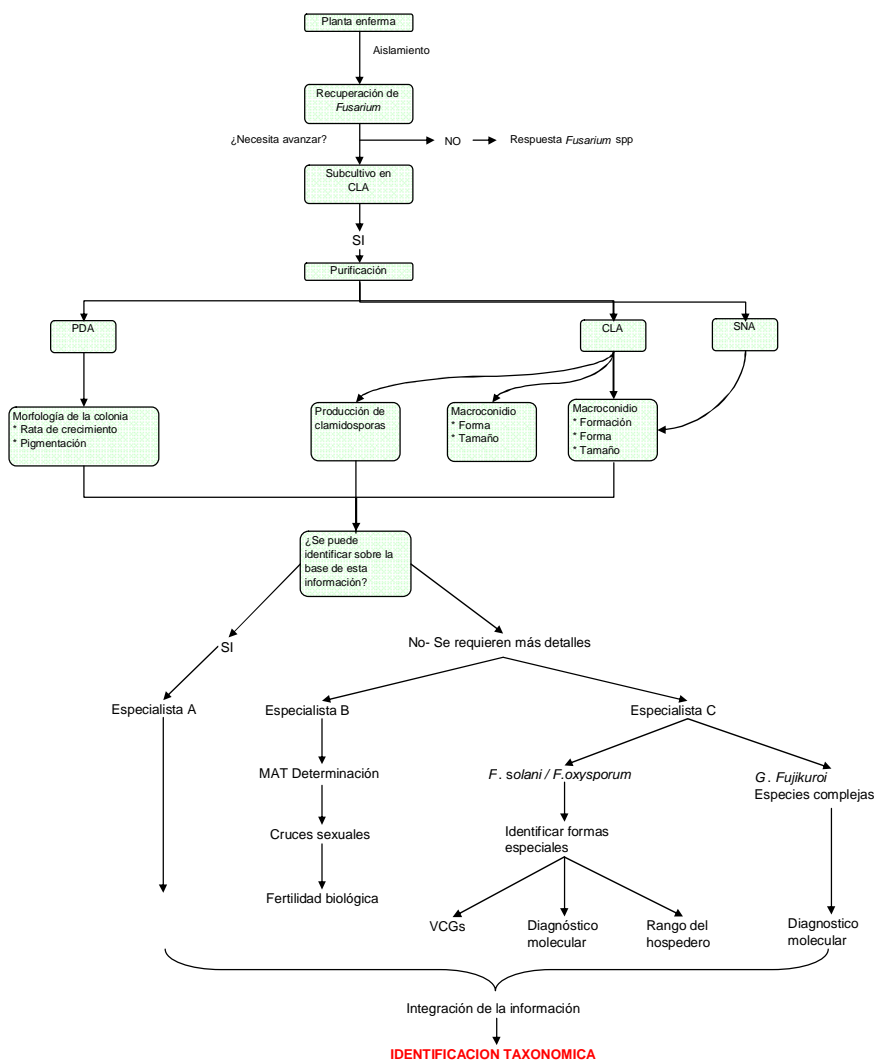 Planta enferma
Aislamiento
Recuperación de
Fusarium
¿Necesita avanzar?
NO
Respuesta Fusarium spp
Subcultivo en
CLA
SI
Purificación
PDA
CLA
SNA
Morfología de la colonia
* Rata de crecimiento
* Pigmentación
Producción de
clamidosporas
Macroconidio
* Forma
* Tamaño
Macroconidio
* Formación
* Forma
* Tamaño
¿Se puede
identificar sobre la
base de esta
información?
SI
No- Se requieren más detalles
Especialista A
Especialista B
Especialista C
MAT Determinación
Cruces sexuales
Fertilidad biológica
F. solani / F.oxysporum
Identificar formas
especiales
VCGs
Diagnóstico
molecular
Rango del
hospedero
G. Fujikuroi
Especies complejas
Diagnostico
molecular
Integración de la información
IDENTIFICACION TAXONOMICA